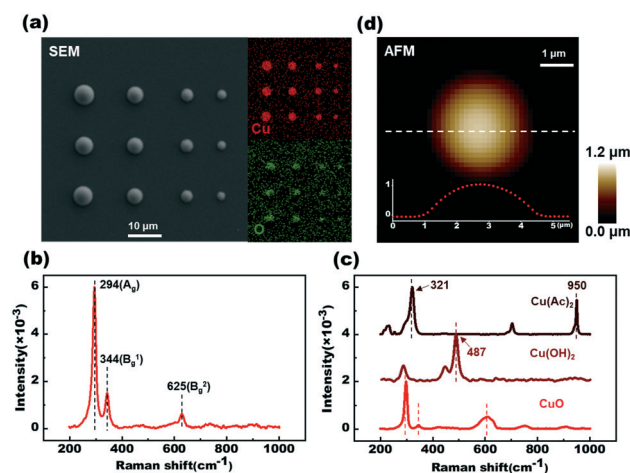 (a)
SEM
10 μm
Cu
O
(d)
AFM
1 μm
1
0
0 1 2 3 4 5 (μm)
1.2 μm
0.0 μm
(b)
Intensity(×10⁻³)
6
4
2
0
294(Ag)
344(Bg¹)
625(Bg²)
200 400 600 800 1000
Raman shift(cm⁻¹)
(c)
Intensity(×10⁻³)
6
4
2
0
321
950
Cu(Ac)₂
487
Cu(OH)₂
CuO
200 400 600 800 1000
Raman shift(cm⁻¹)